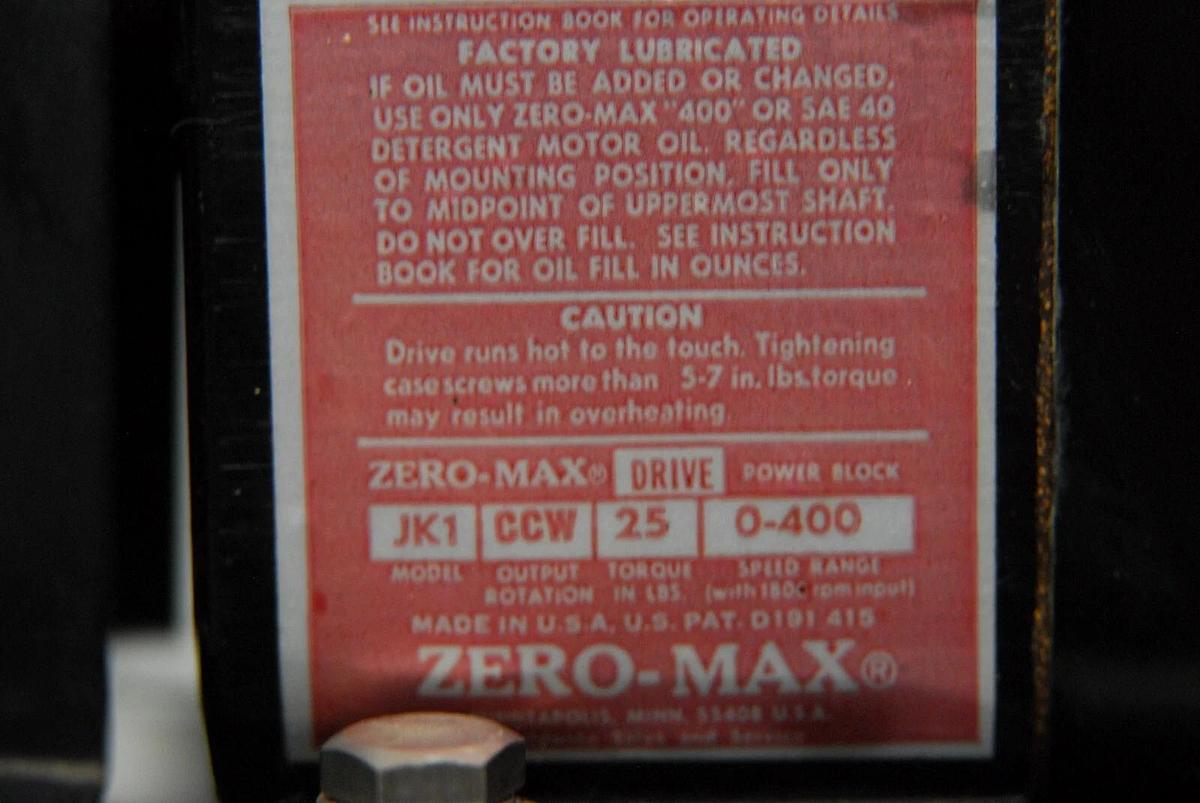 SEE INSTRUCTION BOOK FOR OPERATING DETAILS
FACTORY LUBRICATED
IF OIL MUST BE ADDED OR CHANGED,
USE ONLY ZERO-MAX "400" OR SAE 40
DETERGENT MOTOR OIL. REGARDLESS
OF MOUNTING POSITION, FILL ONLY
TO MIDPOINT OF UPPERMOST SHAFT.
DO NOT OVER FILL. SEE INSTRUCTION
BOOK FOR OIL FILL IN OUNCES.
CAUTION
Drive runs hot to the touch. Tightening
case screws more than 5-7 in. lbs. torque
may result in overheating.
ZERO-MAX® DRIVE POWER BLOCK
JK1 CCW 25 0-400
MODEL OUTPUT TORQUE SPEED RANGE
ROTATION IN LBS. (with 1800 rpm input)
MADE IN U.S.A. U.S. PAT. D191 415
ZERO-MAX®
MINN. 55408 U.S.A.
Sales and Service